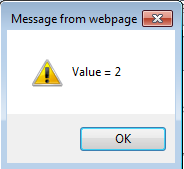 Message from webpage
Value = 2
OK